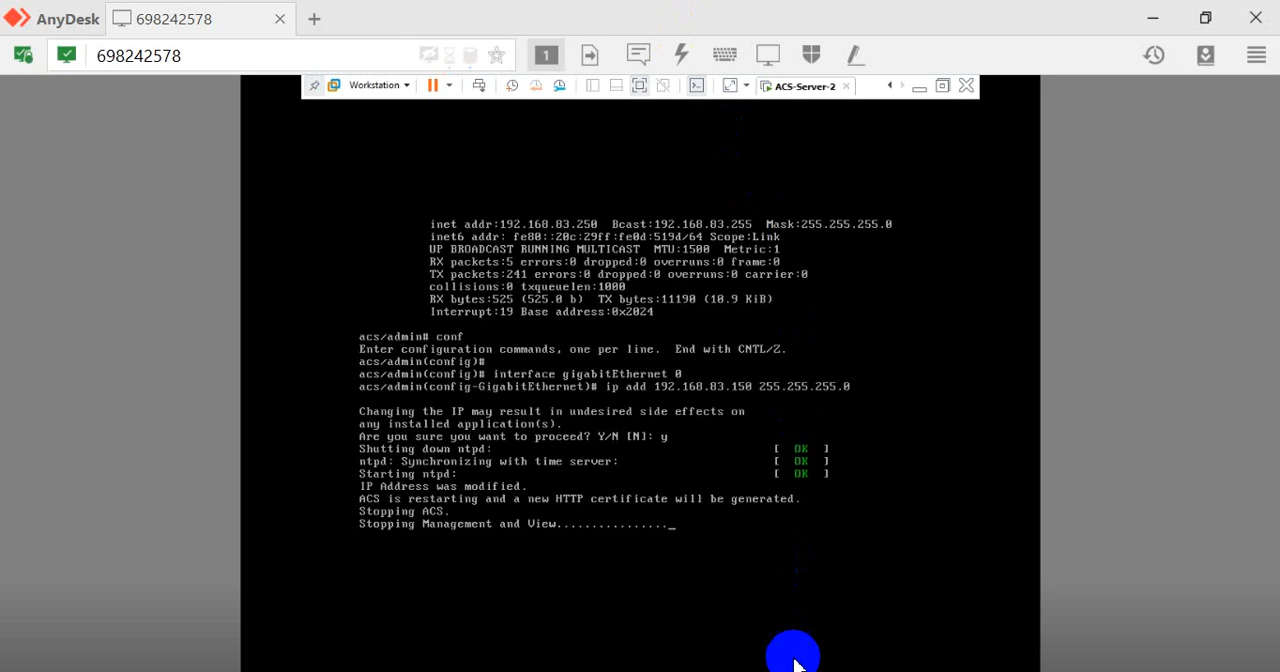 AnyDesk
698242578
698242578
1
Workstation
ACS-Server-2
inet addr:192.168.83.250 Bcast:192.168.83.255 Mask:255.255.255.0
inet6 addr: fe80::20c:29ff:fe0d:519d/64 Scope:Link
UP BROADCAST RUNNING MULTICAST MTU:1500 Metric:1
RX packets:5 errors:0 dropped:0 overruns:0 frame:0
TX packets:241 errors:0 dropped:0 overruns:0 carrier:0
collisions:0 txqueuelen:1000
RX bytes:525 (525.0 b) TX bytes:11190 (10.9 KiB)
Interrupt:19 Base address:0x2024
acs/admin# conf
Enter configuration commands, one per line. End with CNTL/Z.
acs/admin(config)#
acs/admin(config)# interface gigabitEthernet 0
acs/admin(config-GigabitEthernet)# ip add 192.168.83.150 255.255.255.0
Changing the IP may result in undesired side effects on
any installed application(s).
Are you sure you want to proceed? Y/N [N]: y
Shutting down ntpd: [ OK ]
ntpd: Synchronizing with time server: [ OK ]
Starting ntpd: [ OK ]
IP Address was modified.
ACS is restarting and a new HTTP certificate will be generated.
Stopping ACS.
Stopping Management and View................_